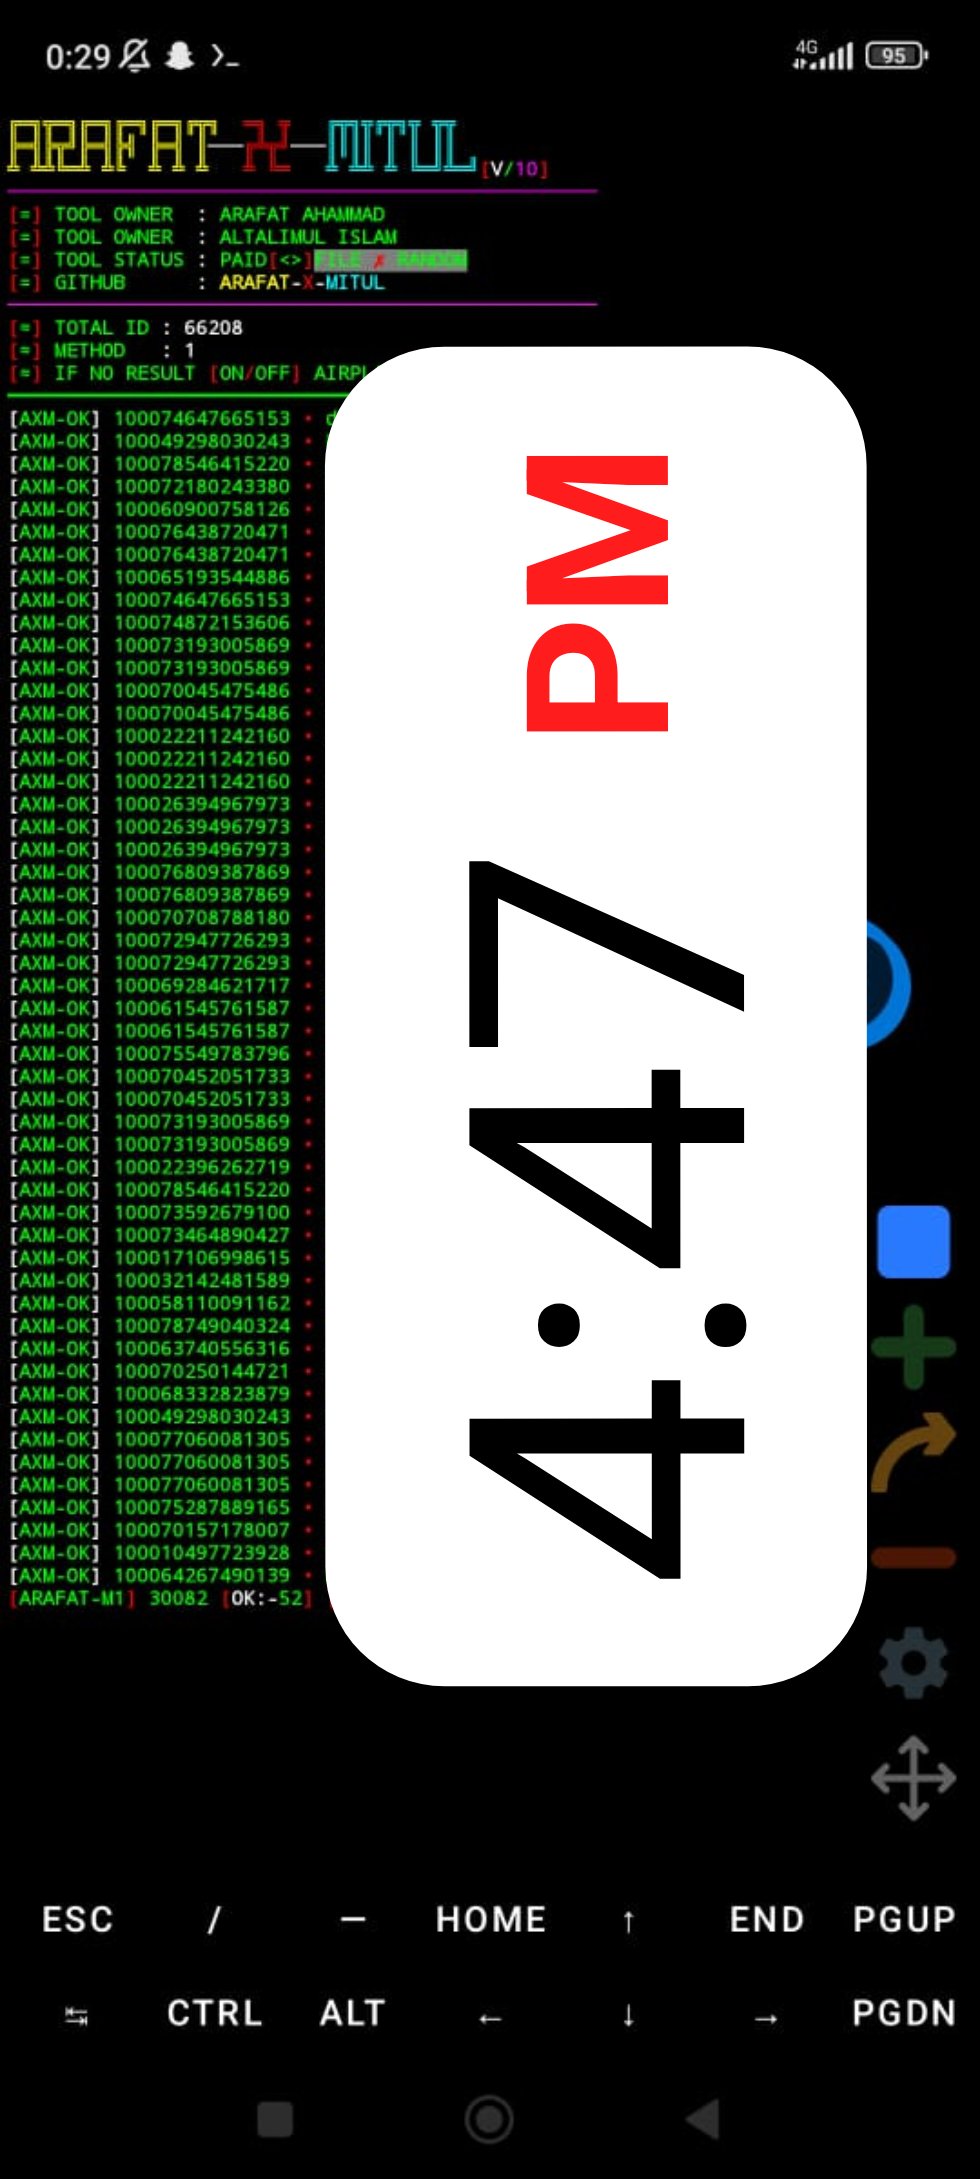 0:29
4G
95
ARAFAT-X-MITUL [V/10]
[=] TOOL OWNER : ARAFAT AHAMMAD
[=] TOOL OWNER : ALTALIMUL ISLAM
[=] TOOL STATUS : PAID[<>]FILE ✗ RANDOM
[=] GITHUB : ARAFAT-X-MITUL
[=] TOTAL ID : 66208
[=] METHOD : 1
[=] IF NO RESULT [ON/OFF]
[AXM-OK] 100074647665153 •
[AXM-OK] 100049298030243 •
[AXM-OK] 100078546415220 •
[AXM-OK] 100072180243380 •
[AXM-OK] 100060900758126 •
[AXM-OK] 100076438720471 •
[AXM-OK] 100076438720471 •
[AXM-OK] 100065193544886 •
[AXM-OK] 100074647665153 •
[AXM-OK] 100074872153606 •
[AXM-OK] 100073193005869 •
[AXM-OK] 100073193005869 •
[AXM-OK] 100070045475486 •
[AXM-OK] 100070045475486 •
[AXM-OK] 100022211242160 •
[AXM-OK] 100022211242160 •
[AXM-OK] 100022211242160 •
[AXM-OK] 100026394967973 •
[AXM-OK] 100026394967973 •
[AXM-OK] 100026394967973 •
[AXM-OK] 100076809387869 •
[AXM-OK] 100076809387869 •
[AXM-OK] 100070708788180 •
[AXM-OK] 100072947726293 •
[AXM-OK] 100072947726293 •
[AXM-OK] 100069284621717 •
[AXM-OK] 100061545761587 •
[AXM-OK] 100061545761587 •
[AXM-OK] 100075549783796 •
[AXM-OK] 100070452051733 •
[AXM-OK] 100070452051733 •
[AXM-OK] 100073193005869 •
[AXM-OK] 100073193005869 •
[AXM-OK] 100022396262719 •
[AXM-OK] 100078546415220 •
[AXM-OK] 100073592679100 •
[AXM-OK] 100073464890427 •
[AXM-OK] 100017106998615 •
[AXM-OK] 100032142481589 •
[AXM-OK] 100058110091162 •
[AXM-OK] 100078749040324 •
[AXM-OK] 100063740556316 •
[AXM-OK] 100070250144721 •
[AXM-OK] 100068332823879 •
[AXM-OK] 100049298030243 •
[AXM-OK] 100077060081305 •
[AXM-OK] 100077060081305 •
[AXM-OK] 100077060081305 •
[AXM-OK] 100075287889165 •
[AXM-OK] 100070157178007 •
[AXM-OK] 100010497723928 •
[AXM-OK] 100064267490139 •
[ARAFAT-M1] 30082 [OK:-52]
4:47 PM
ESC / — HOME ↑ END PGUP
↹ CTRL ALT ← ↓ → PGDN